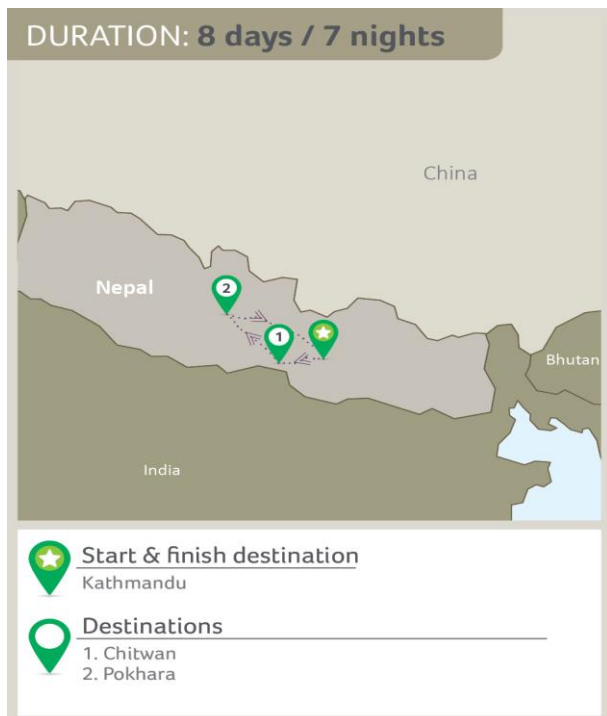 DURATION: 8 days / 7 nights
China
Nepal
2
1
Bhutan
India
Start & finish destination
Kathmandu
Destinations
1. Chitwan
2. Pokhara